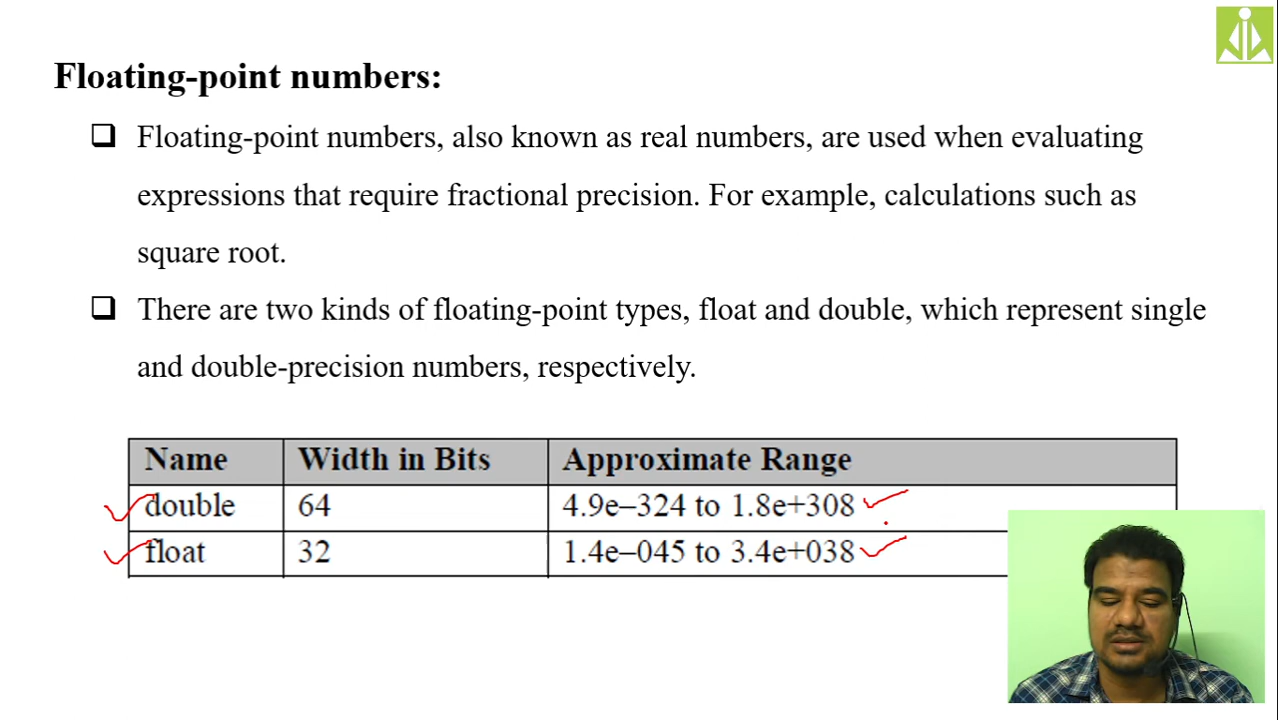 Floating-point numbers:
Floating-point numbers, also known as real numbers, are used when evaluating
expressions that require fractional precision. For example, calculations such as
square root.
There are two kinds of floating-point types, float and double, which represent single
and double-precision numbers, respectively.
Name Width in Bits Approximate Range
double 64 4.9e–324 to 1.8e+308
float 32 1.4e–045 to 3.4e+038